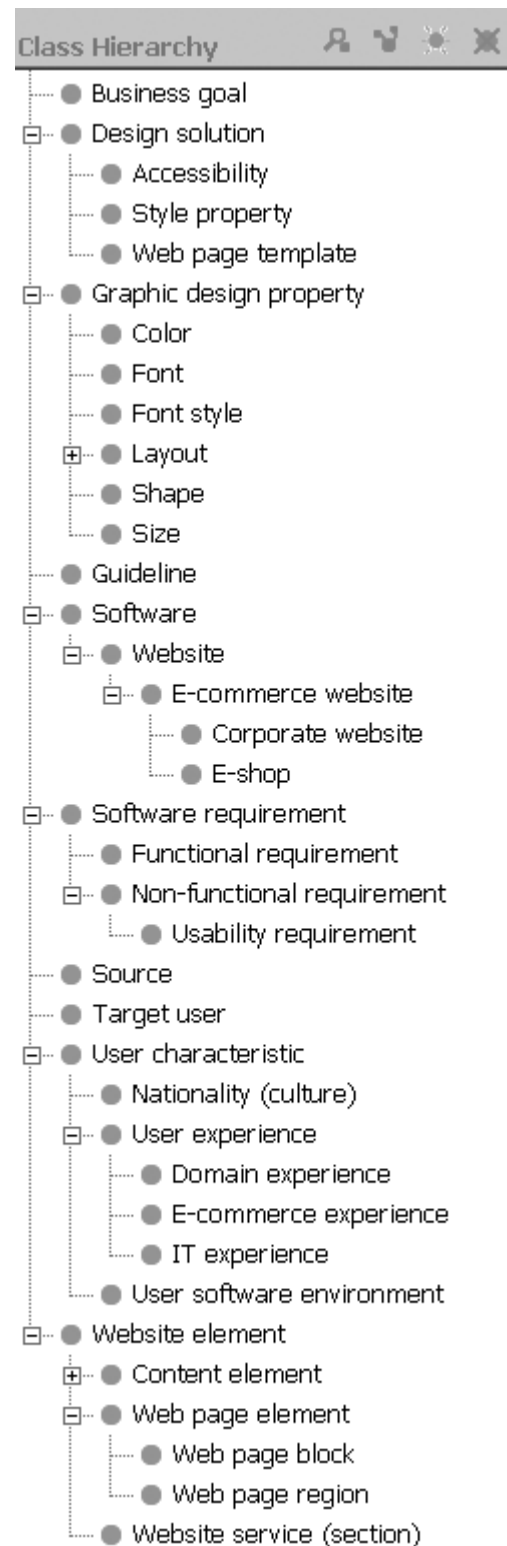 Class Hierarchy
Business goal
Design solution
Accessibility
Style property
Web page template
Graphic design property
Color
Font
Font style
Layout
Shape
Size
Guideline
Software
Website
E-commerce website
Corporate website
E-shop
Software requirement
Functional requirement
Non-functional requirement
Usability requirement
Source
Target user
User characteristic
Nationality (culture)
User experience
Domain experience
E-commerce experience
IT experience
User software environment
Website element
Content element
Web page element
Web page block
Web page region
Website service (section)